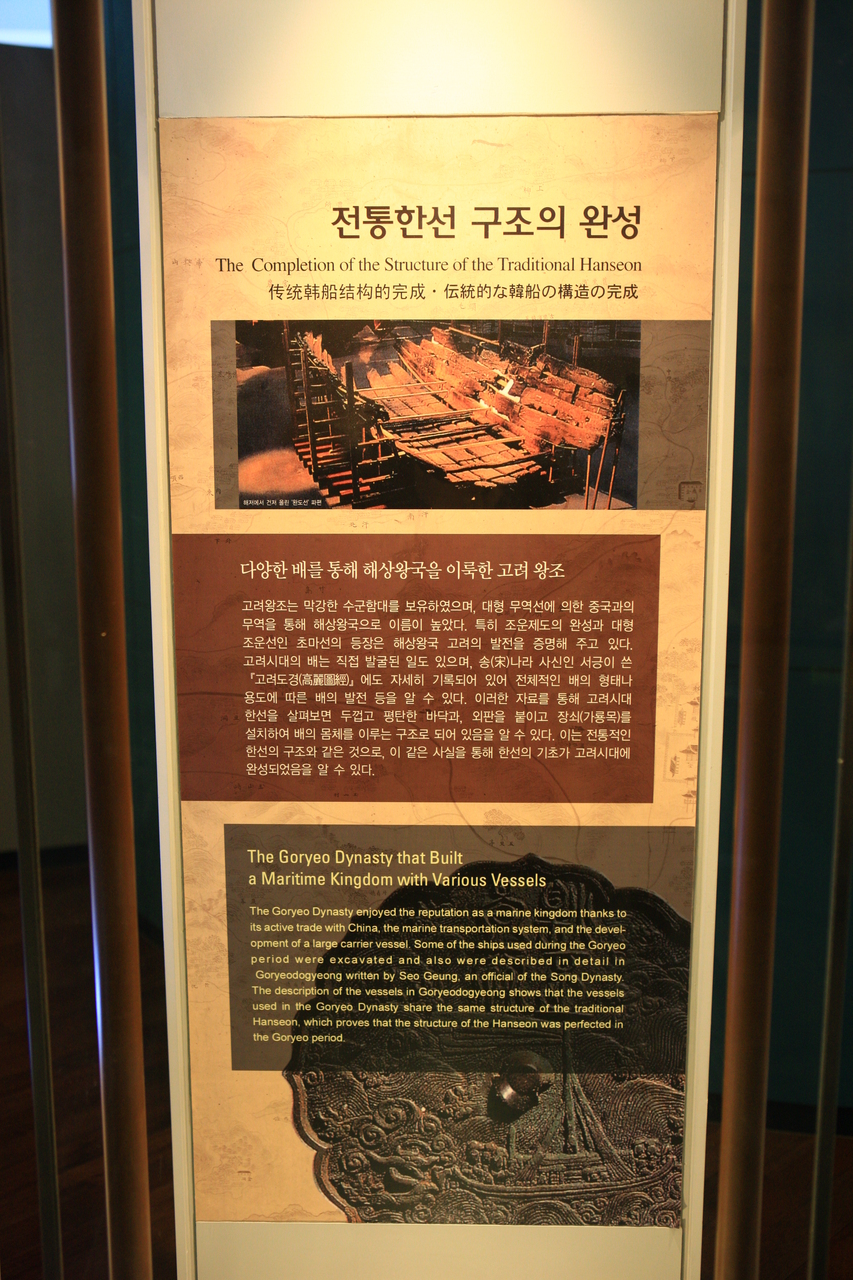 전통한선 구조의 완성
The Completion of the Structure of the Traditional Hanseon
传统韩船结构的完成・伝統的な韓船の構造の完成
해저에서 건져 올린 '완도선' 파편
다양한 배를 통해 해상왕국을 이룩한 고려 왕조
고려왕조는 막강한 수군함대를 보유하였으며, 대형 무역선에 의한 중국과의
무역을 통해 해상왕국으로 이름이 높았다. 특히 조운제도의 완성과 대형
조운선인 초마선의 등장은 해상왕국 고려의 발전을 증명해 주고 있다.
고려시대의 배는 직접 발굴된 일도 있으며, 송(宋)나라 사신인 서긍이 쓴
『고려도경(高麗圖經)』에도 자세히 기록되어 있어 전체적인 배의 형태나
용도에 따른 배의 발전 등을 알 수 있다. 이러한 자료를 통해 고려시대
한선을 살펴보면 두껍고 평탄한 바닥과, 외판을 붙이고 장쇠(가룡목)를
설치하여 배의 몸체를 이루는 구조로 되어 있음을 알 수 있다. 이는 전통적인
한선의 구조와 같은 것으로, 이 같은 사실을 통해 한선의 기초가 고려시대에
완성되었음을 알 수 있다.
The Goryeo Dynasty that Built
a Maritime Kingdom with Various Vessels
The Goryeo Dynasty enjoyed the reputation as a marine kingdom thanks to
its active trade with China, the marine transportation system, and the devel-
opment of a large carrier vessel. Some of the ships used during the Goryeo
period were excavated and also were described in detail in
Goryeodogyeong written by Seo Geung, an official of the Song Dynasty.
The description of the vessels in Goryeodogyeong shows that the vessels
used in the Goryeo Dynasty share the same structure of the traditional
Hanseon, which proves that the structure of the Hanseon was perfected in
the Goryeo period.